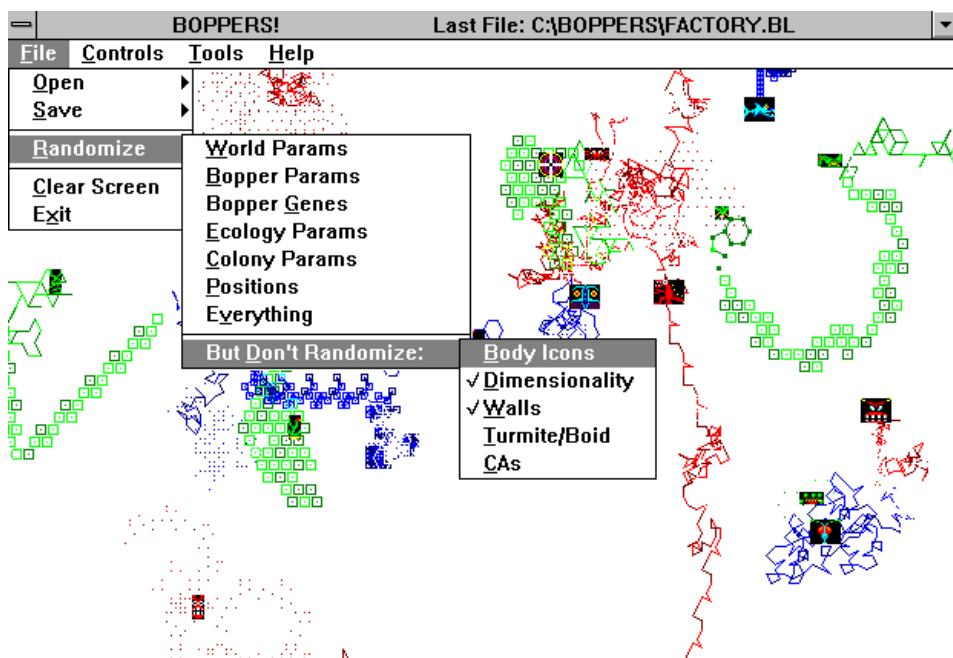 BOPPERS! Last File: C:\BOPPERS\FACTORY.BL
File Controls Tools Help
Open
Save
Randomize
Clear Screen
Exit
World Params
Bopper Params
Bopper Genes
Ecology Params
Colony Params
Positions
Everything
But Don't Randomize:
Body Icons
✓Dimensionality
✓Walls
Turmite/Boid
CAs